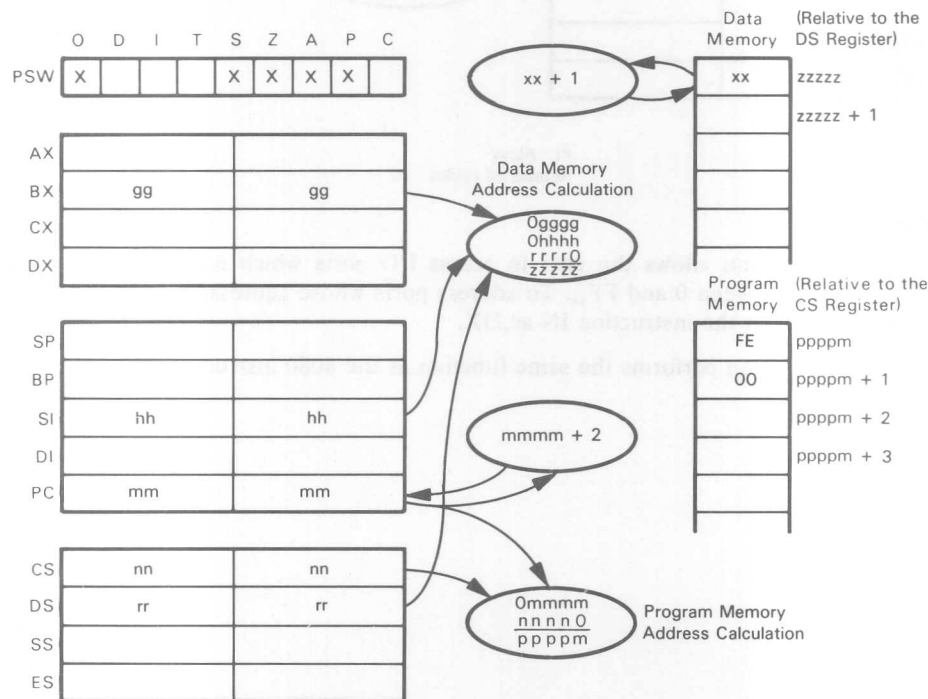 O D I T S Z A P C
PSW X X X X X
AX
BX gg gg
CX
DX
SP
BP
SI hh hh
DI
PC mm mm
CS nn nn
DS rr rr
SS
ES
xx + 1
Data
Memory
(Relative to the
DS Register)
xx zzzzz
zzzzz + 1
Data Memory
Address Calculation
0gggg
0hhhh
rrrr0
zzzzz
Program
Memory
(Relative to the
CS Register)
FE ppppm
00 ppppm + 1
ppppm + 2
ppppm + 3
mmmm + 2
0mmmm
nnnn0
ppppm
Program Memory
Address Calculation